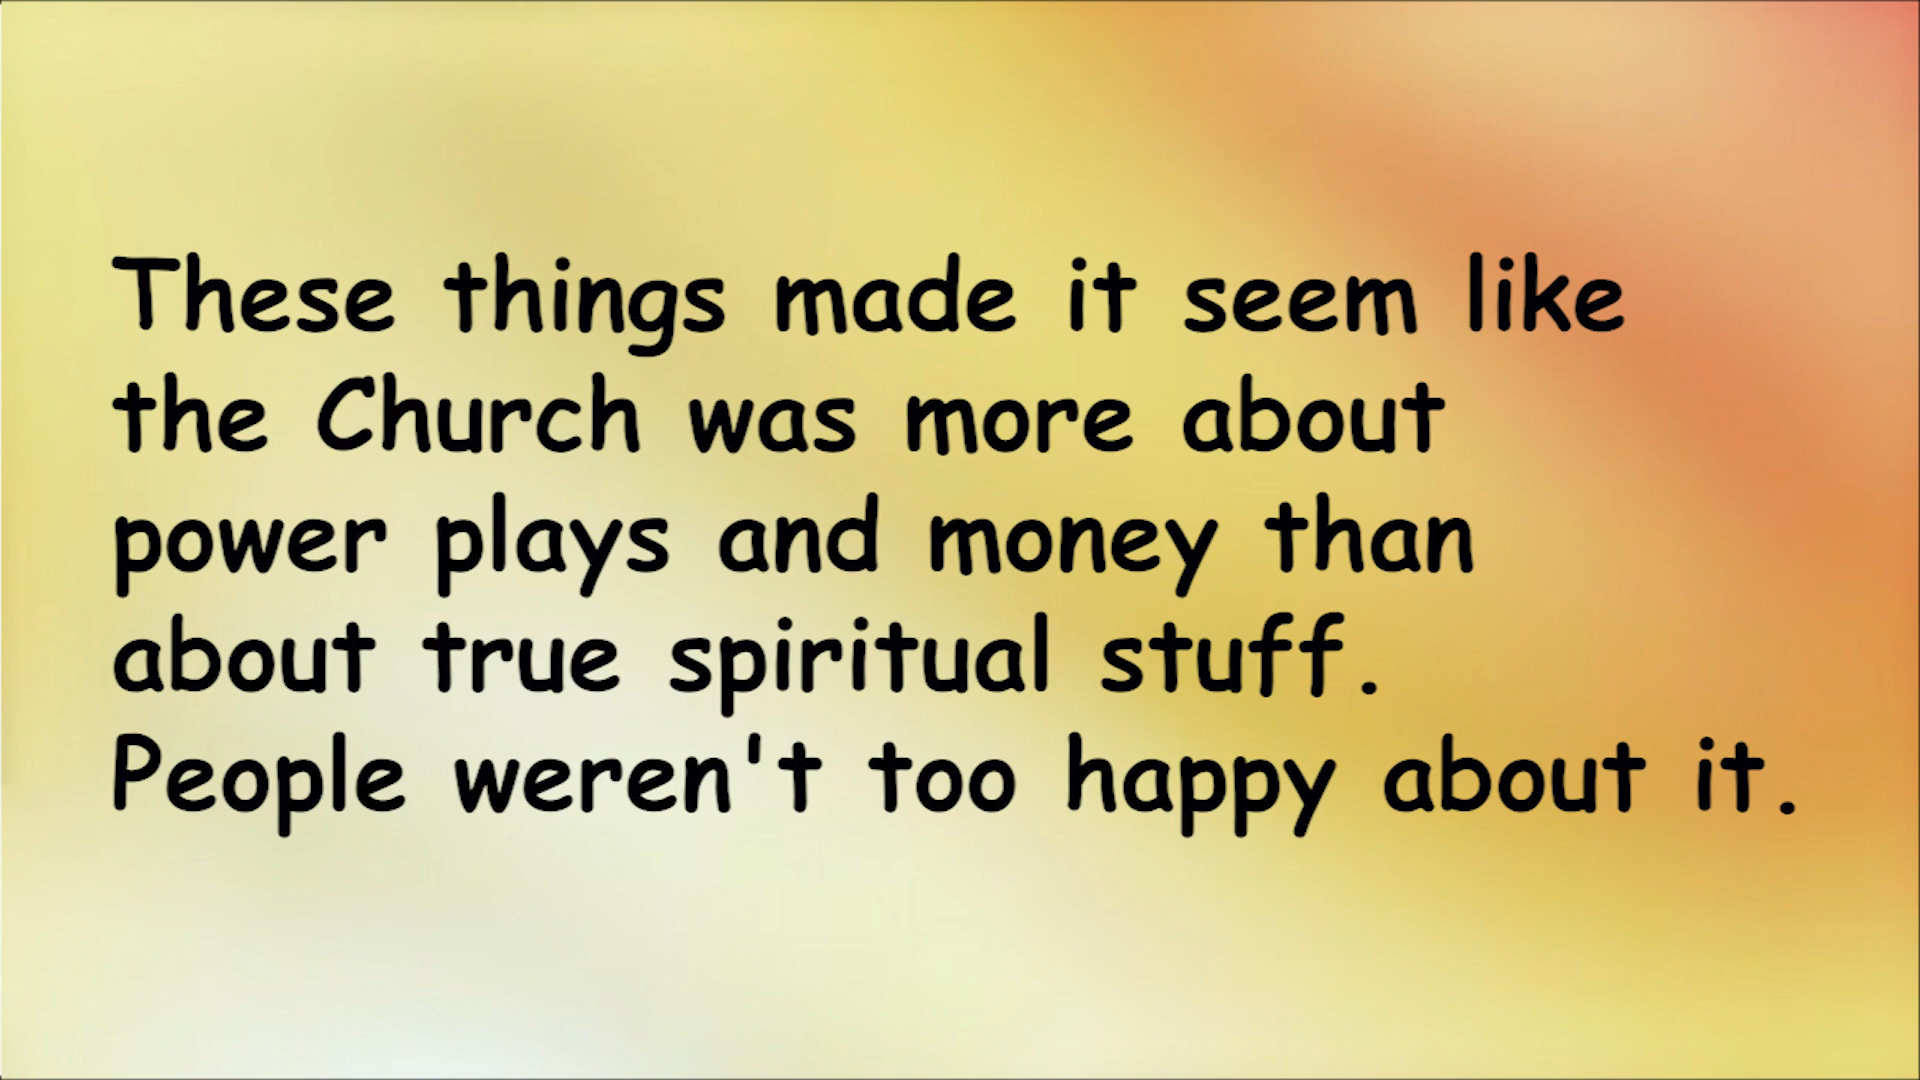 These things made it seem like
the Church was more about
power plays and money than
about true spiritual stuff.
People weren't too happy about it.